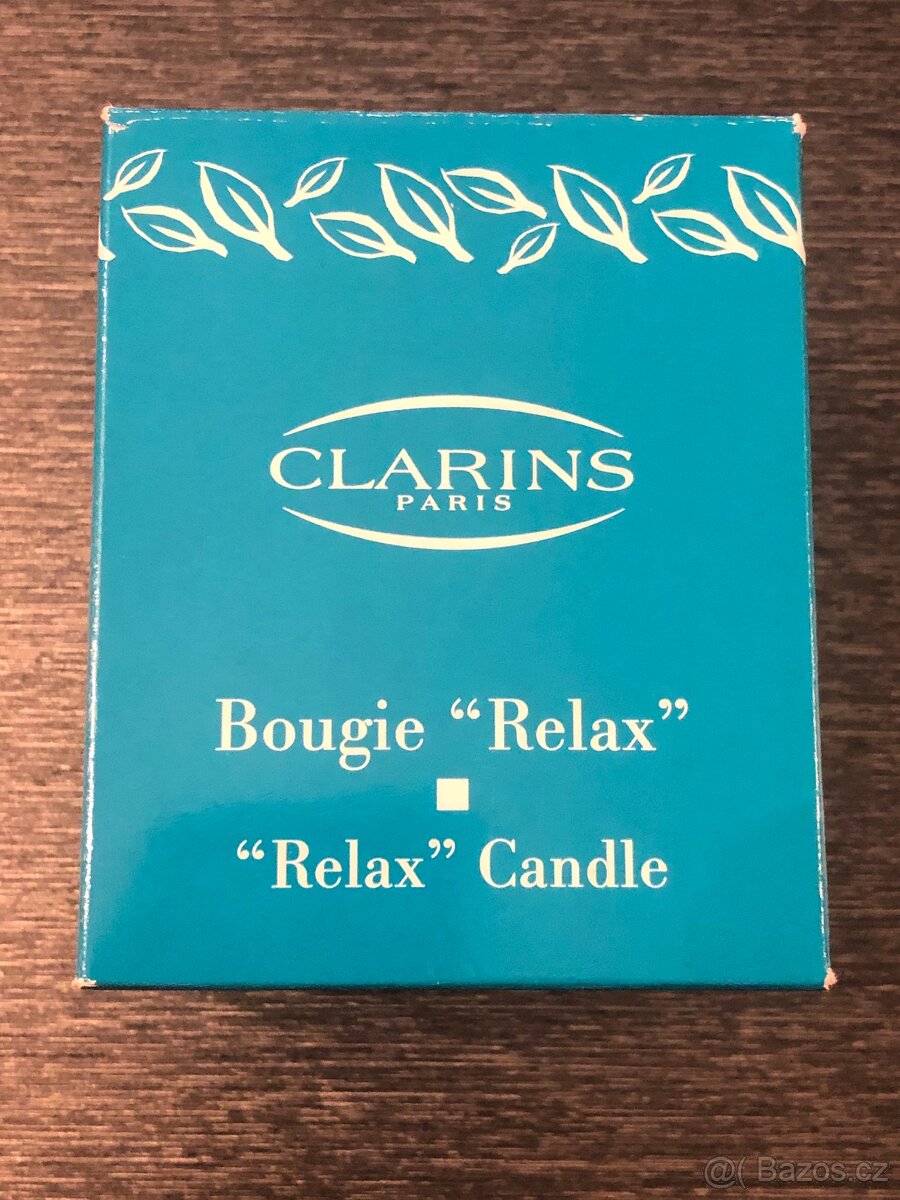 CLARINS
PARIS
Bougie “Relax”
“Relax” Candle
@( Bazos.cz